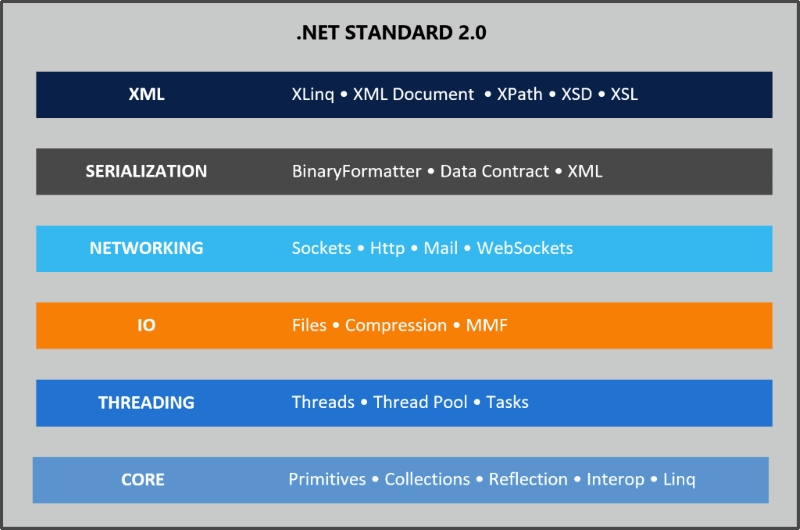 .NET STANDARD 2.0
XML XLinq • XML Document • XPath • XSD • XSL
SERIALIZATION BinaryFormatter • Data Contract • XML
NETWORKING Sockets • Http • Mail • WebSockets
IO Files • Compression • MMF
THREADING Threads • Thread Pool • Tasks
CORE Primitives • Collections • Reflection • Interop • Linq